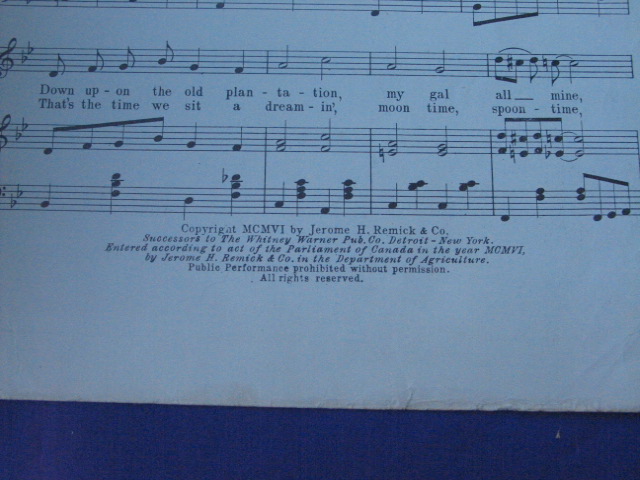 Down up-on the old plan-ta-tion, my gal all mine,
That's the time we sit a dream-in', moon time, spoon-time,
Copyright MCMVI by Jerome H. Remick & Co.
Successors to The Whitney Warner Pub. Co. Detroit - New York.
Entered according to act of the Parliament of Canada in the year MCMVI,
by Jerome H. Remick & Co. in the Department of Agriculture.
Public Performance prohibited without permission.
All rights reserved.